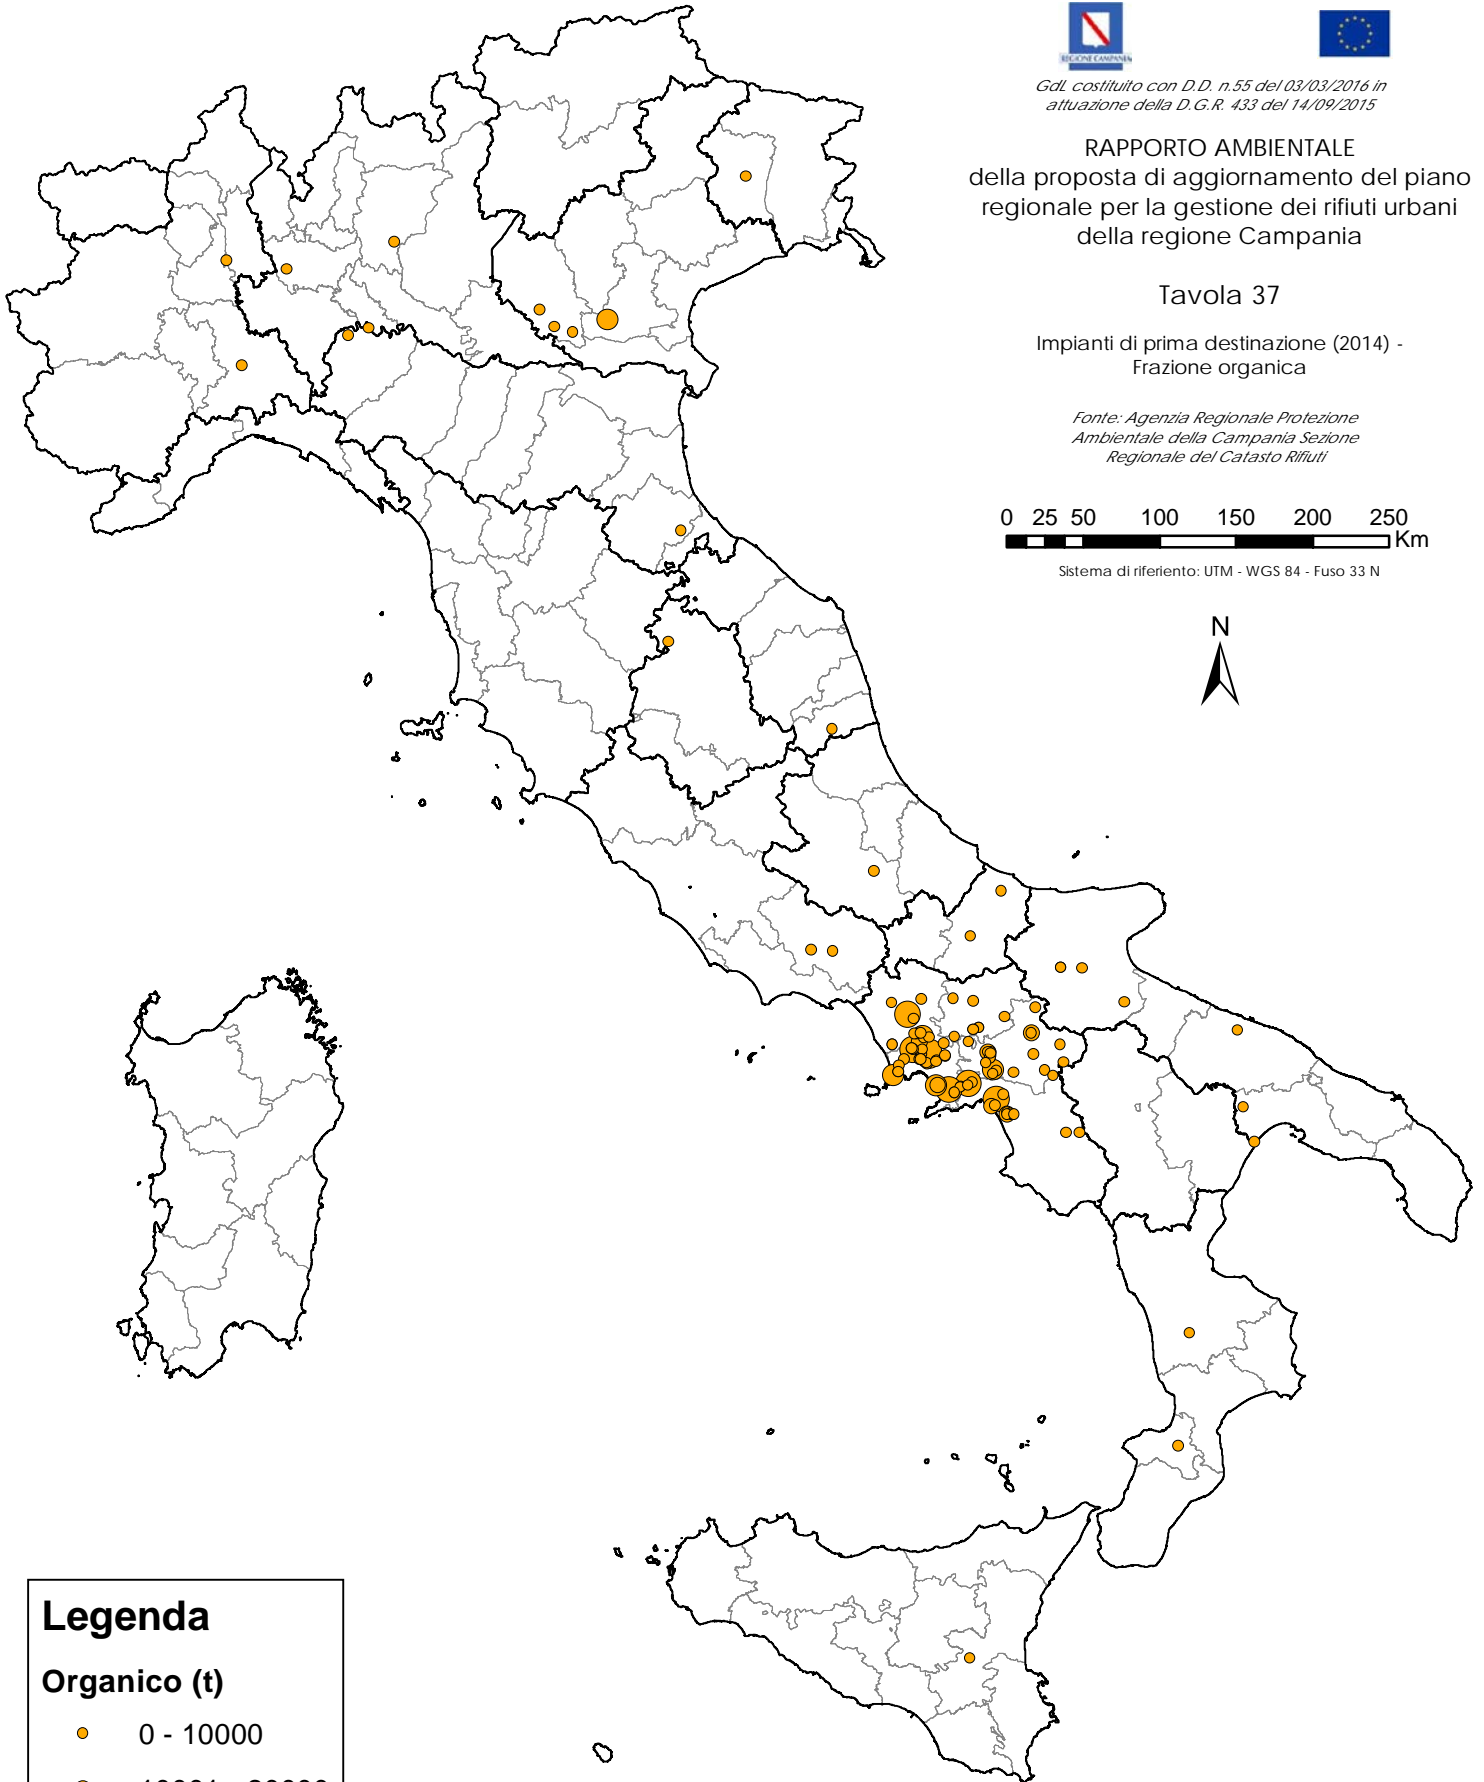 REGIONE CAMPANIA
GdL costituito con D.D. n.55 del 03/03/2016 in
attuazione della D.G.R. 433 del 14/09/2015
RAPPORTO AMBIENTALE
della proposta di aggiornamento del piano
regionale per la gestione dei rifiuti urbani
della regione Campania
Tavola 37
Impianti di prima destinazione (2014) -
Frazione organica
Fonte: Agenzia Regionale Protezione
Ambientale della Campania Sezione
Regionale del Catasto Rifiuti
0 25 50 100 150 200 250
Km
Sistema di riferiento: UTM - WGS 84 - Fuso 33 N
N
Legenda
Organico (t)
0 - 10000